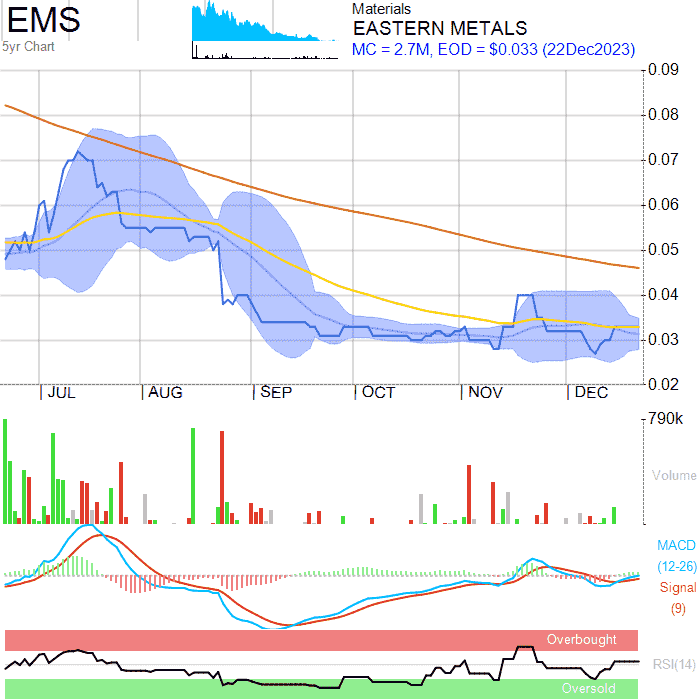 EMS
5yr Chart
Materials
EASTERN METALS
MC = 2.7M, EOD = $0.033 (22Dec2023)
0.09
0.08
0.07
0.06
0.05
0.04
0.03
0.02
JUL AUG SEP OCT NOV DEC
790k
Volume
MACD
(12-26)
Signal
(9)
Overbought
RSI(14)
Oversold